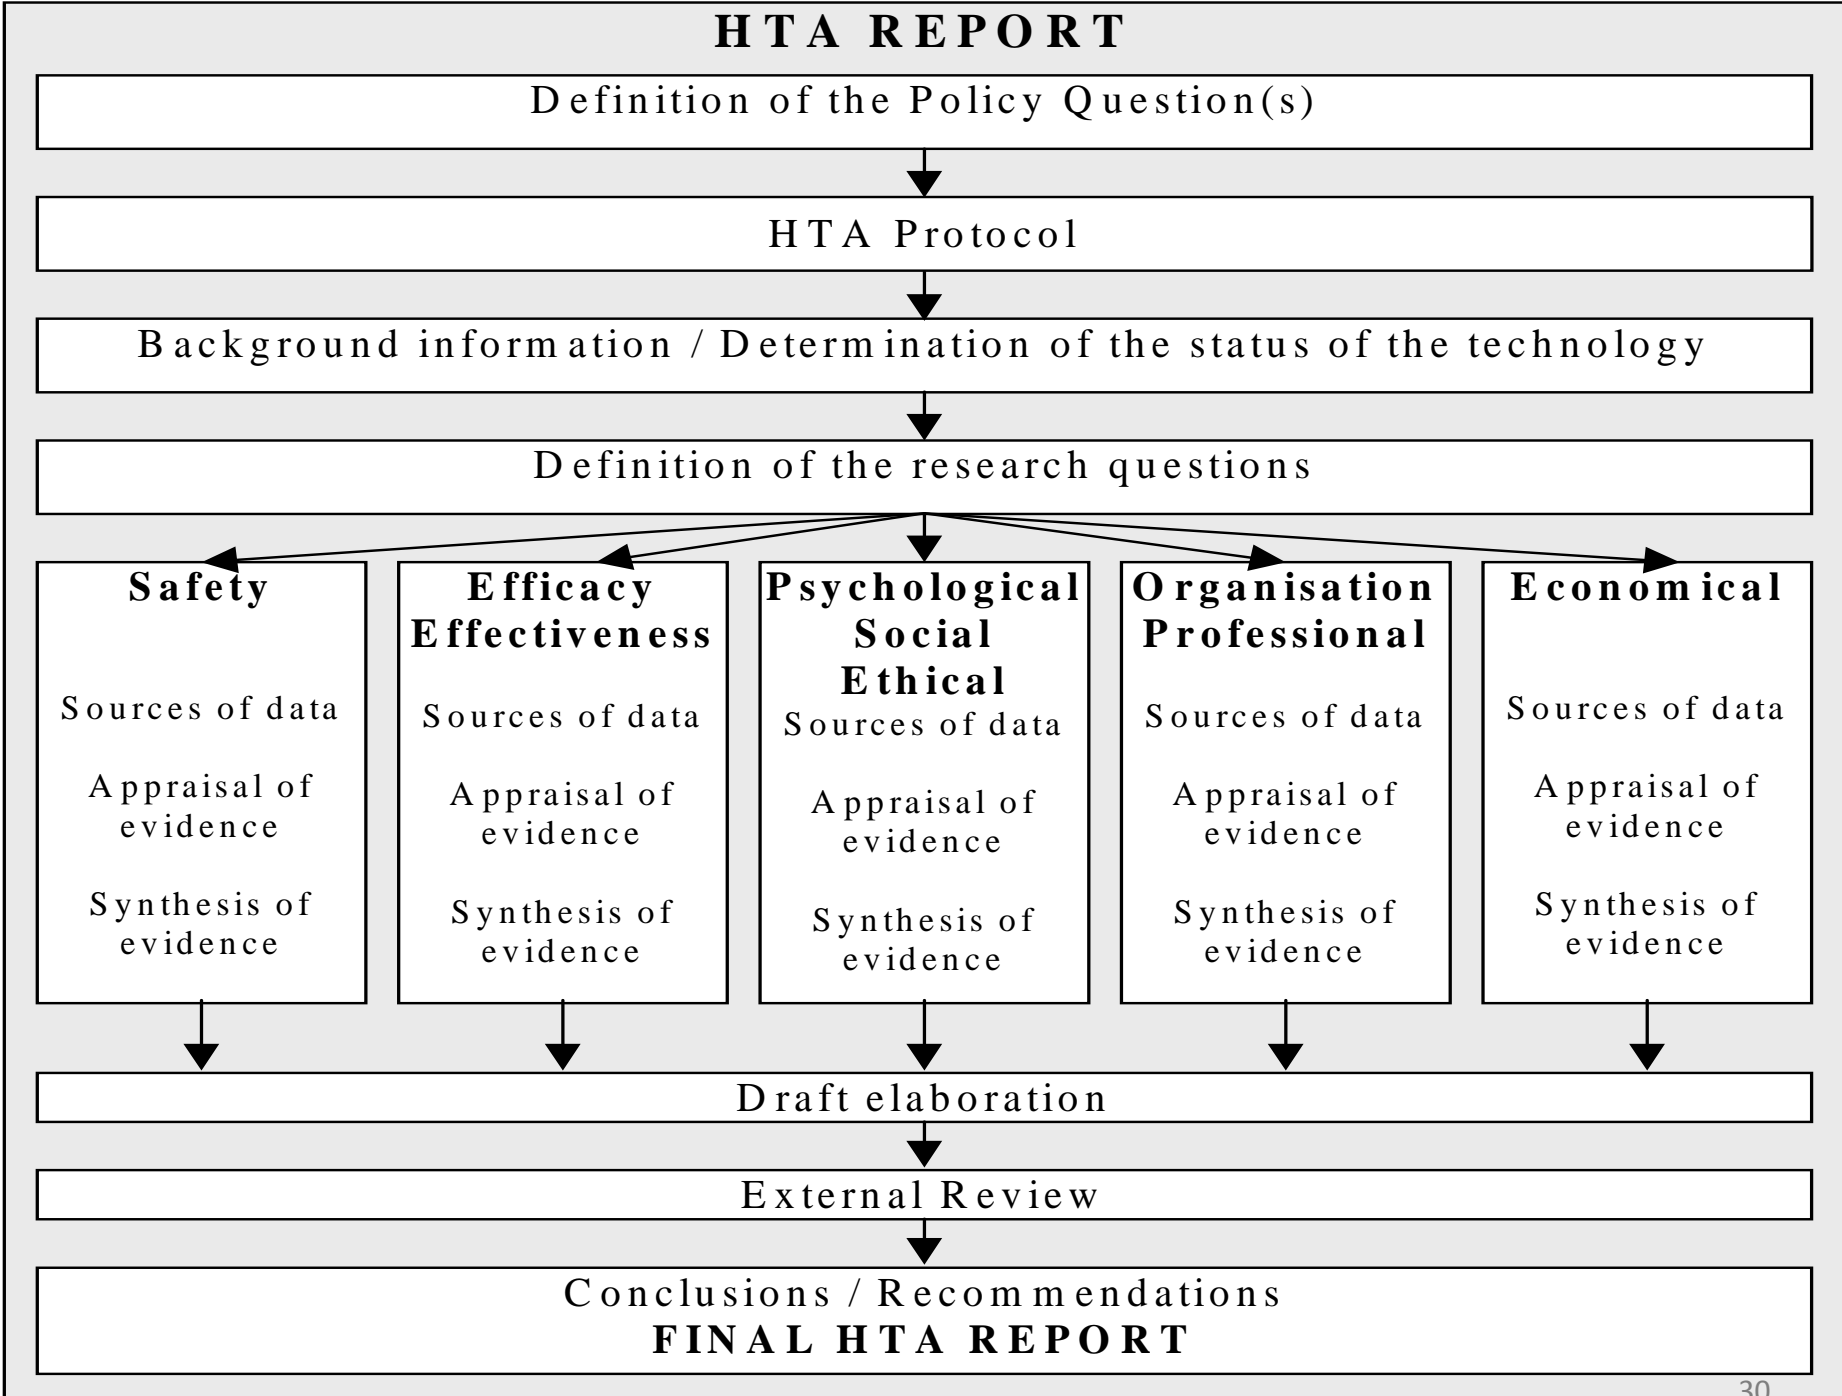 HTA REPORT
Definition of the Policy Question(s)
HTA Protocol
Background information / Determination of the status of the technology
Definition of the research questions
Safety
Sources of data
Appraisal of
evidence
Synthesis of
evidence
Efficacy
Effectiveness
Sources of data
Appraisal of
evidence
Synthesis of
evidence
Psychological
Social
Ethical
Sources of data
Appraisal of
evidence
Synthesis of
evidence
Organisation
Professional
Sources of data
Appraisal of
evidence
Synthesis of
evidence
Economical
Sources of data
Appraisal of
evidence
Synthesis of
evidence
Draft elaboration
External Review
Conclusions / Recommendations
FINAL HTA REPORT
30